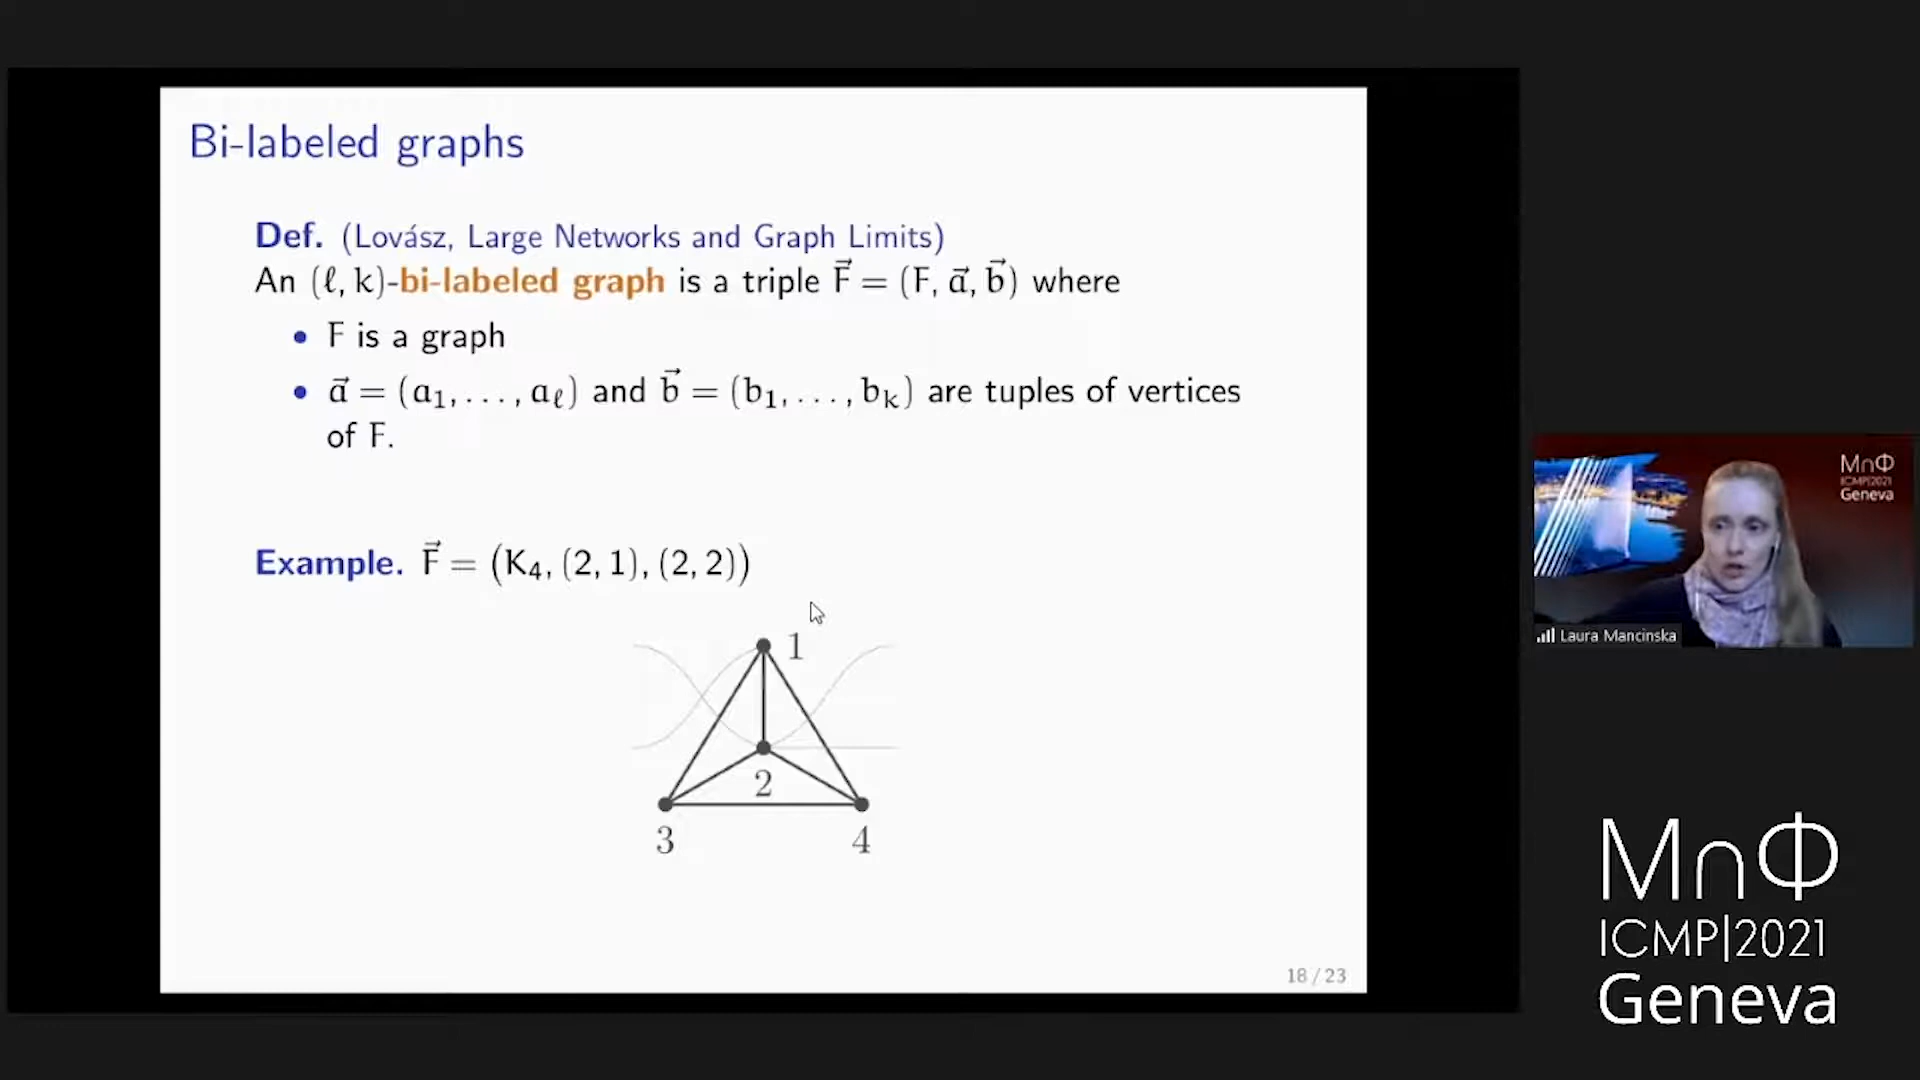 Bi-labeled graphs
Def. (Lovász, Large Networks and Graph Limits)
An (ℓ, k)-bi-labeled graph is a triple F⃗ = (F, a⃗, b⃗) where
• F is a graph
• a⃗ = (a₁, . . . , aℓ) and b⃗ = (b₁, . . . , bₖ) are tuples of vertices
of F.
Example. F⃗ = (K₄, (2, 1), (2, 2))
1
2
3 4
18 / 23
MnΦ
ICMP|2021
Geneva
Laura Mancinska
MnΦ
ICMP|2021
Geneva